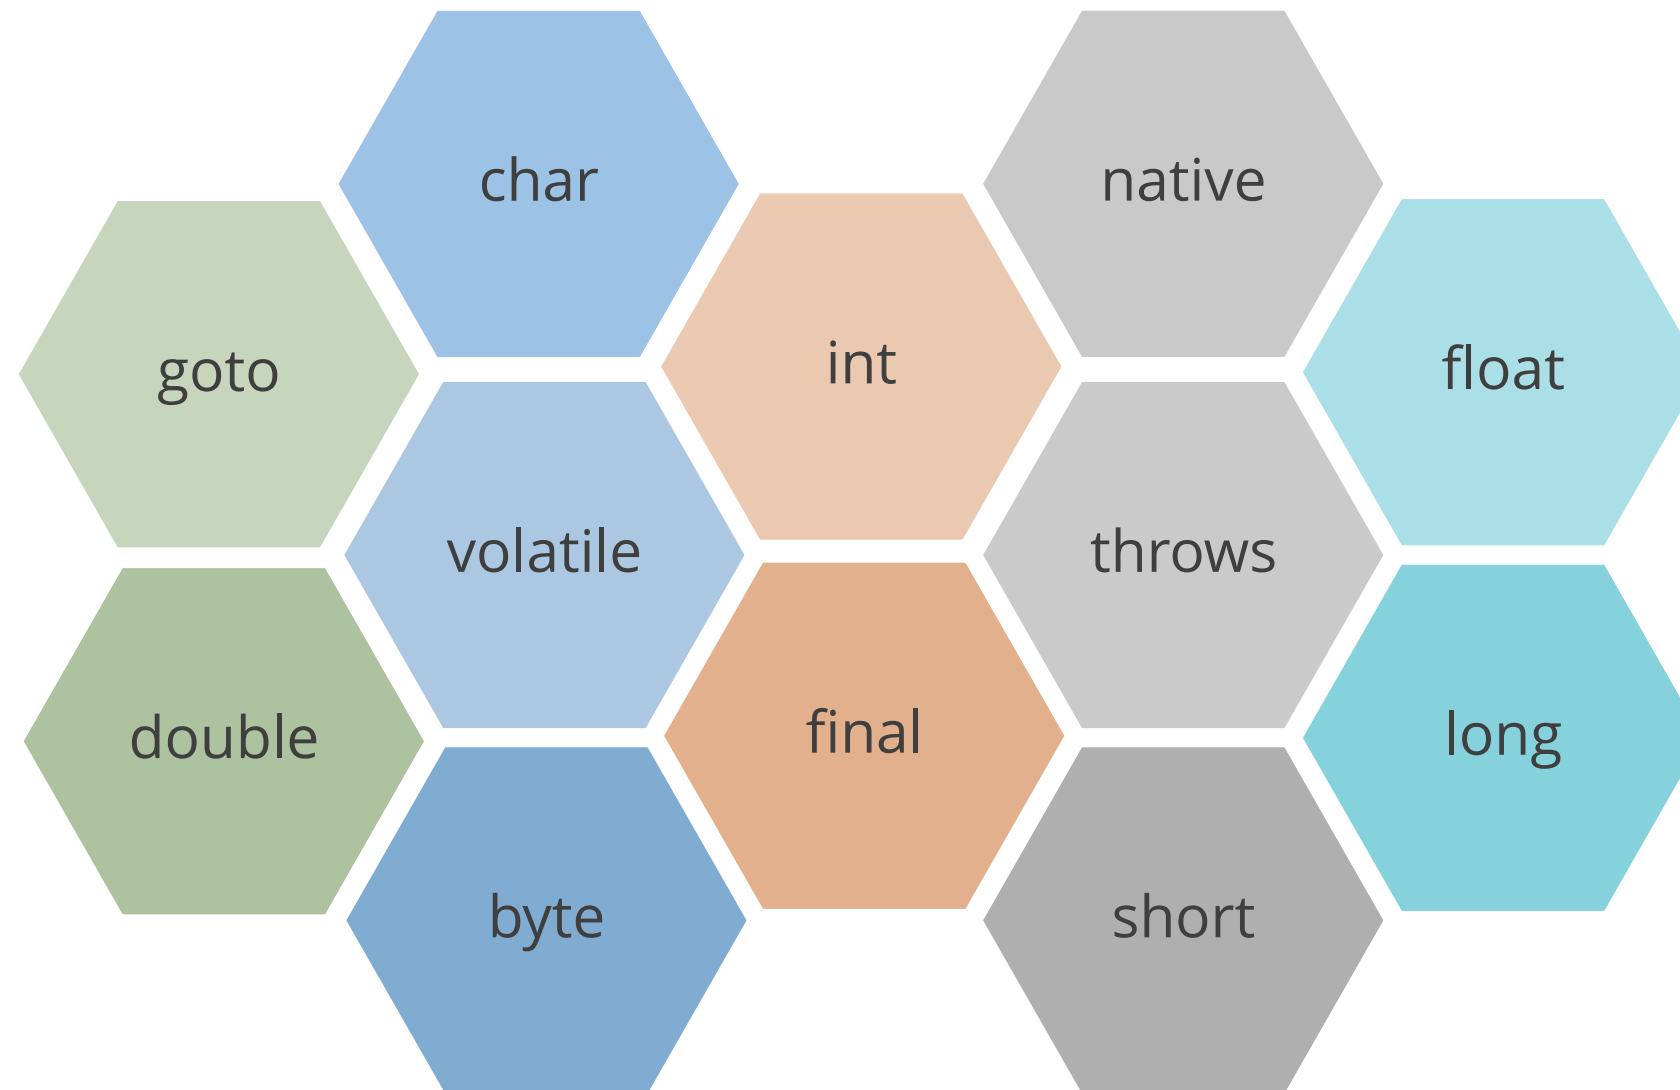 char
native
goto
int
float
volatile
throws
double
final
long
byte
short